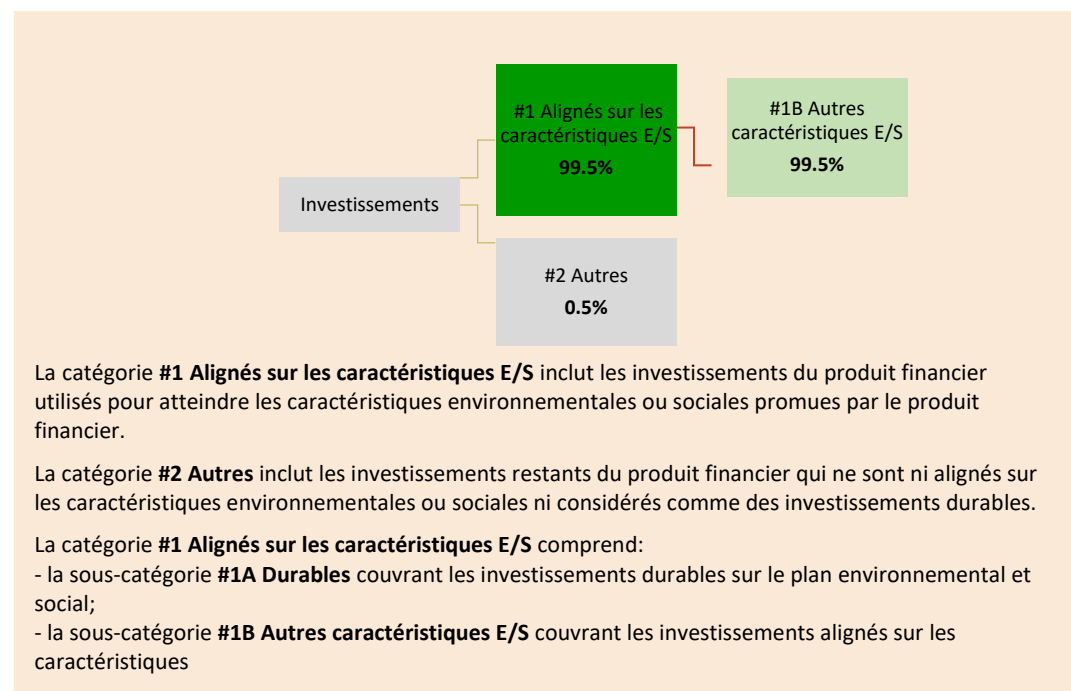 #1 Alignés sur les
caractéristiques E/S
99.5%
#1B Autres
caractéristiques E/S
99.5%
Investissements
#2 Autres
0.5%
La catégorie #1 Alignés sur les caractéristiques E/S inclut les investissements du produit financier
utilisés pour atteindre les caractéristiques environnementales ou sociales promues par le produit
financier.
La catégorie #2 Autres inclut les investissements restants du produit financier qui ne sont ni alignés sur
les caractéristiques environnementales ou sociales ni considérés comme des investissements durables.
La catégorie #1 Alignés sur les caractéristiques E/S comprend:
- la sous-catégorie #1A Durables couvrant les investissements durables sur le plan environnemental et
social;
- la sous-catégorie #1B Autres caractéristiques E/S couvrant les investissements alignés sur les
caractéristiques